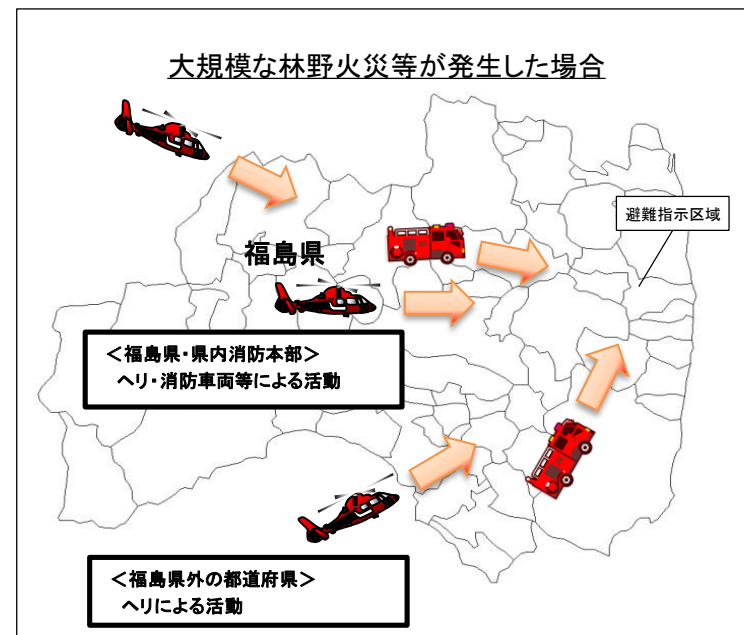 大規模な林野火災等が発生した場合
避難指示区域
福島県
＜福島県・県内消防本部＞
ヘリ・消防車両等による活動
＜福島県外の都道府県＞
ヘリによる活動